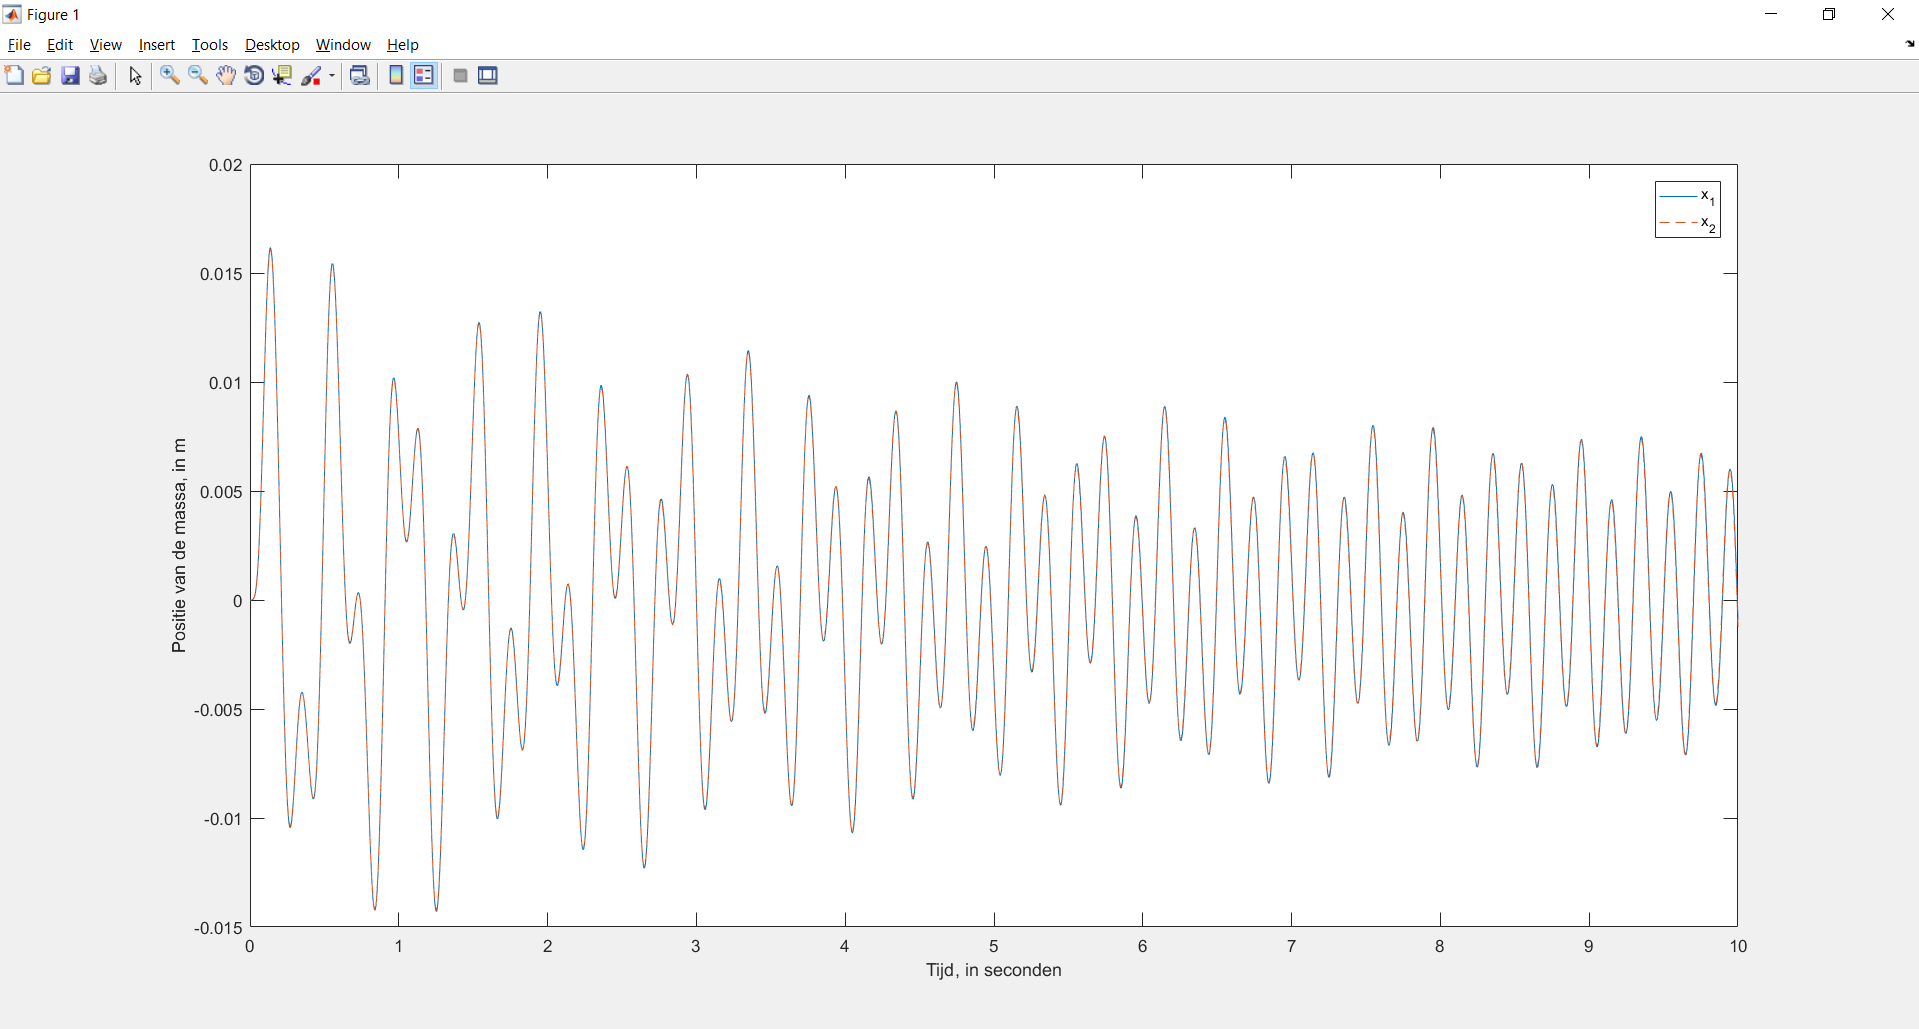 Figure 1
File Edit View Insert Tools Desktop Window Help
0.02
0.015
0.01
0.005
0
-0.005
-0.01
-0.015
Positie van de massa, in m
x1
x2
0 1 2 3 4 5 6 7 8 9 10
Tijd, in seconden